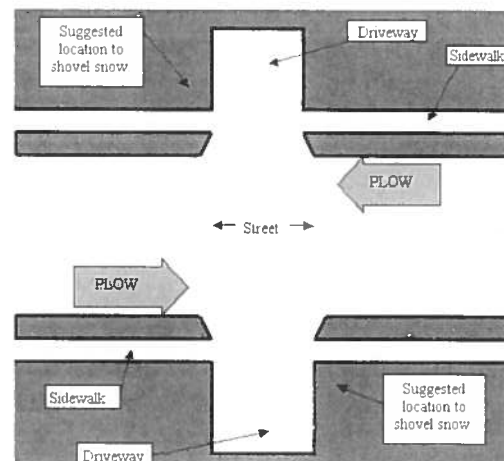 Suggested
location to
shovel snow
Driveway
Sidewalk
PLOW
Street
PLOW
Sidewalk
Suggested
location to
shovel snow
Driveway